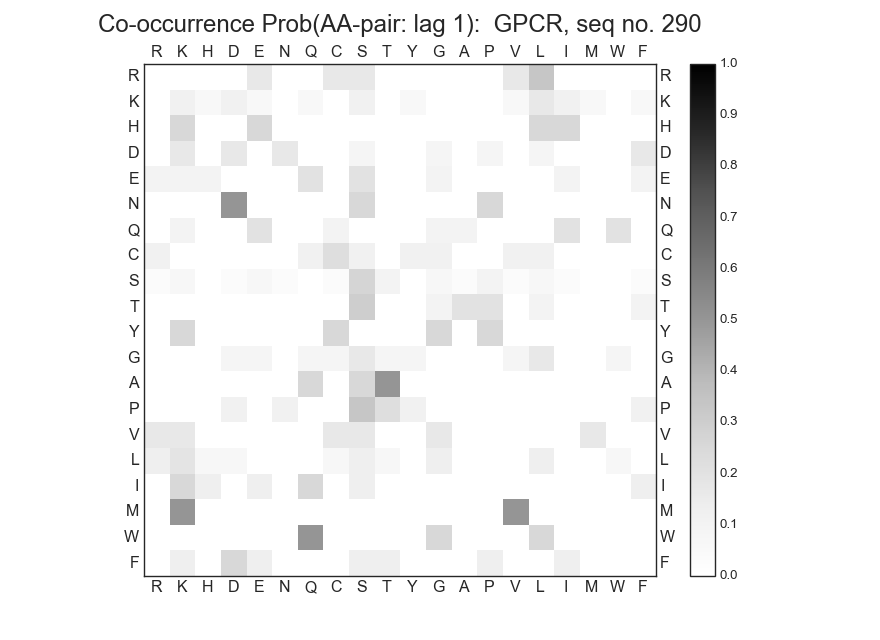 Co-occurrence Prob(AA-pair: lag 1):  GPCR, seq no. 290
R K H D E N Q C S T Y G A P V L I M W F
R R 1.0
K K 0.9
H H
D D 0.8
E E
N N 0.7
Q Q 0.6
C C
S S 0.5
T T
Y Y 0.4
G G
A A
P P 0.3
V V
L L 0.2
I I
M M 0.1
W W
F F 0.0
R K H D E N Q C S T Y G A P V L I M W F